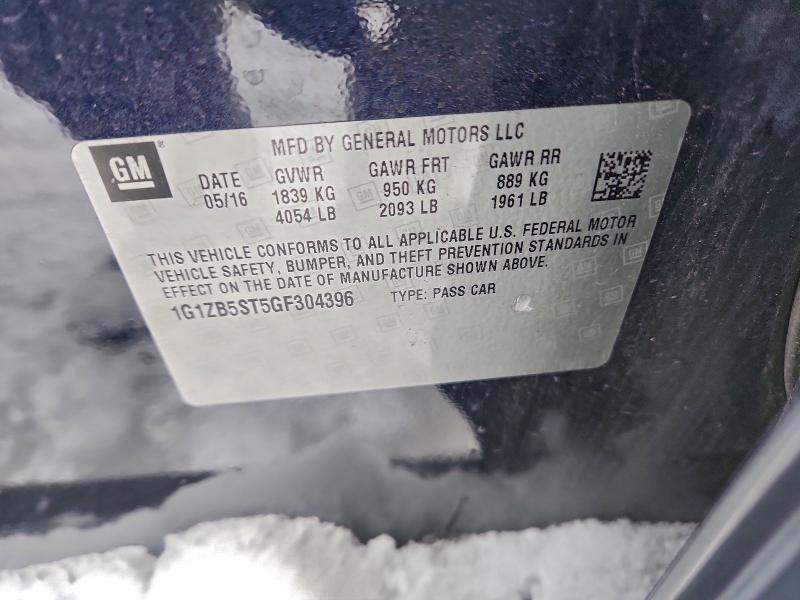 GM
MFD BY GENERAL MOTORS LLC
DATE GVWR GAWR FRT GAWR RR
05/16 1839 KG 950 KG 889 KG
4054 LB 2093 LB 1961 LB
THIS VEHICLE CONFORMS TO ALL APPLICABLE U.S. FEDERAL MOTOR
VEHICLE SAFETY, BUMPER, AND THEFT PREVENTION STANDARDS IN
EFFECT ON THE DATE OF MANUFACTURE SHOWN ABOVE.
1G1ZB5ST5GF304396 TYPE: PASS CAR